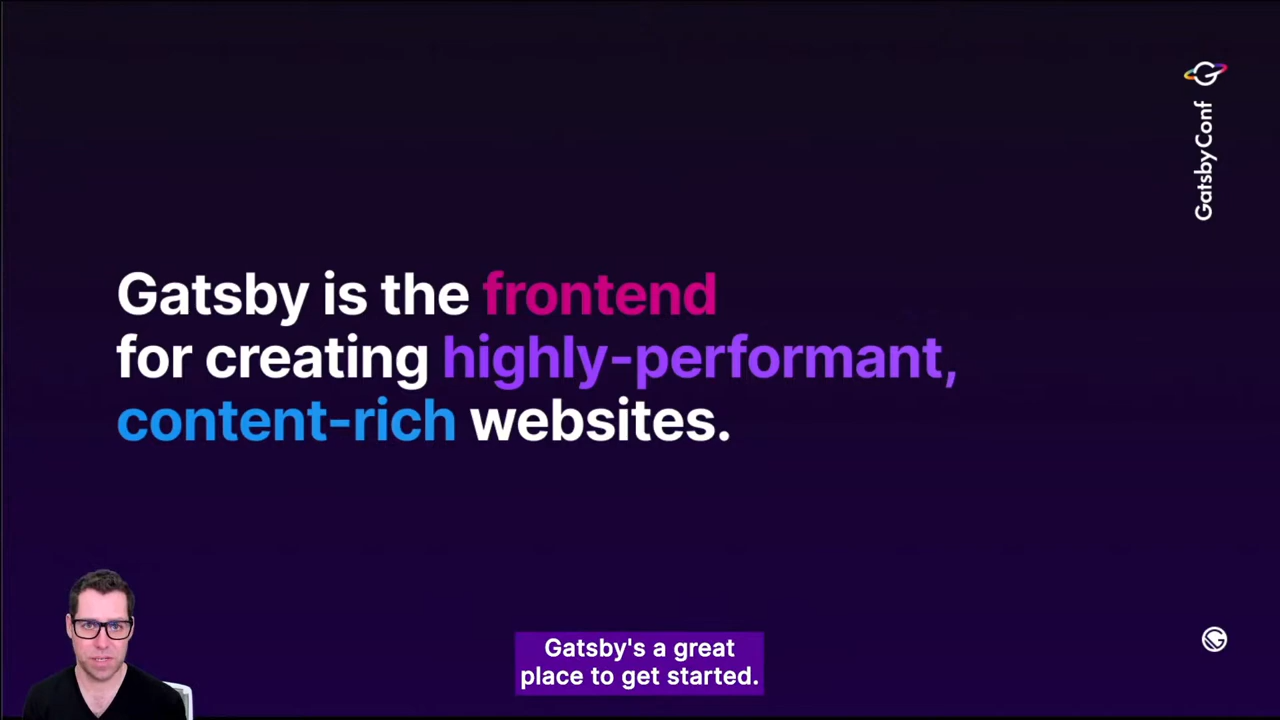 GatsbyConf
Gatsby is the frontend
for creating highly-performant,
content-rich websites.
Gatsby's a great
place to get started.